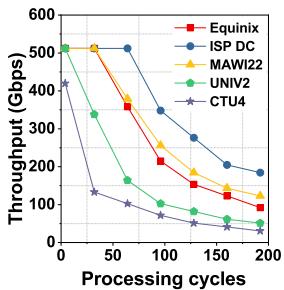 Throughput (Gbps)
600
500
400
300
200
100
0
Equinix
ISP DC
MAWI22
UNIV2
CTU4
0 50 100 150 200
Processing cycles